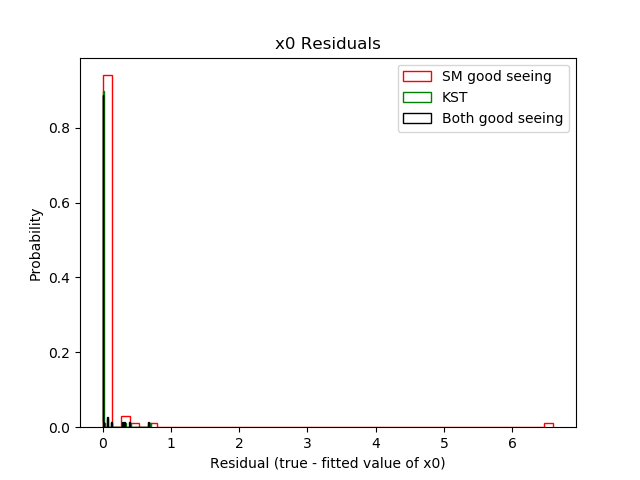 x0 Residuals
SM good seeing
KST
Both good seeing
Probability
0.8
0.6
0.4
0.2
0.0
0 1 2 3 4 5 6
Residual (true - fitted value of x0)